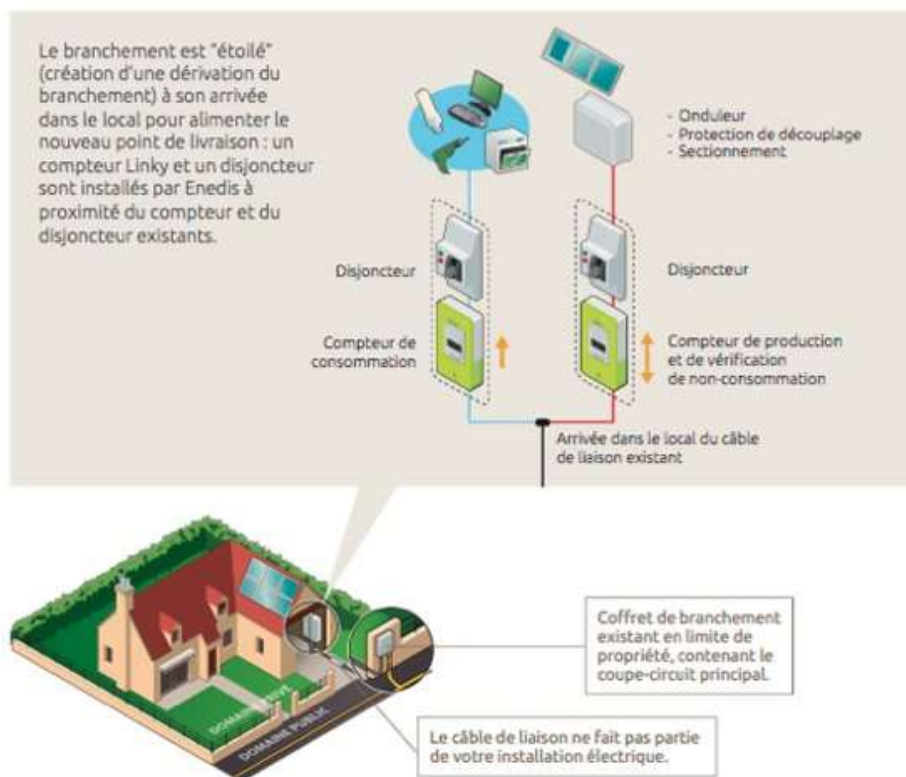 Le branchement est "étoilé"
(création d'une dérivation du
branchement) à son arrivée
dans le local pour alimenter le
nouveau point de livraison : un
compteur Linky et un disjoncteur
sont installés par Enedis à
proximité du compteur et du
disjoncteur existants.
- Onduleur
- Protection de découplage
- Sectionnement
Disjoncteur
Disjoncteur
Compteur de
consommation
Compteur de production
et de vérification
de non-consommation
Arrivée dans le local du câble
de liaison existant
Coffret de branchement
existant en limite de
propriété, contenant le
coupe-circuit principal.
DOMAINE PRIVÉ
DOMAINE PUBLIC
Le câble de liaison ne fait pas partie
de votre installation électrique.